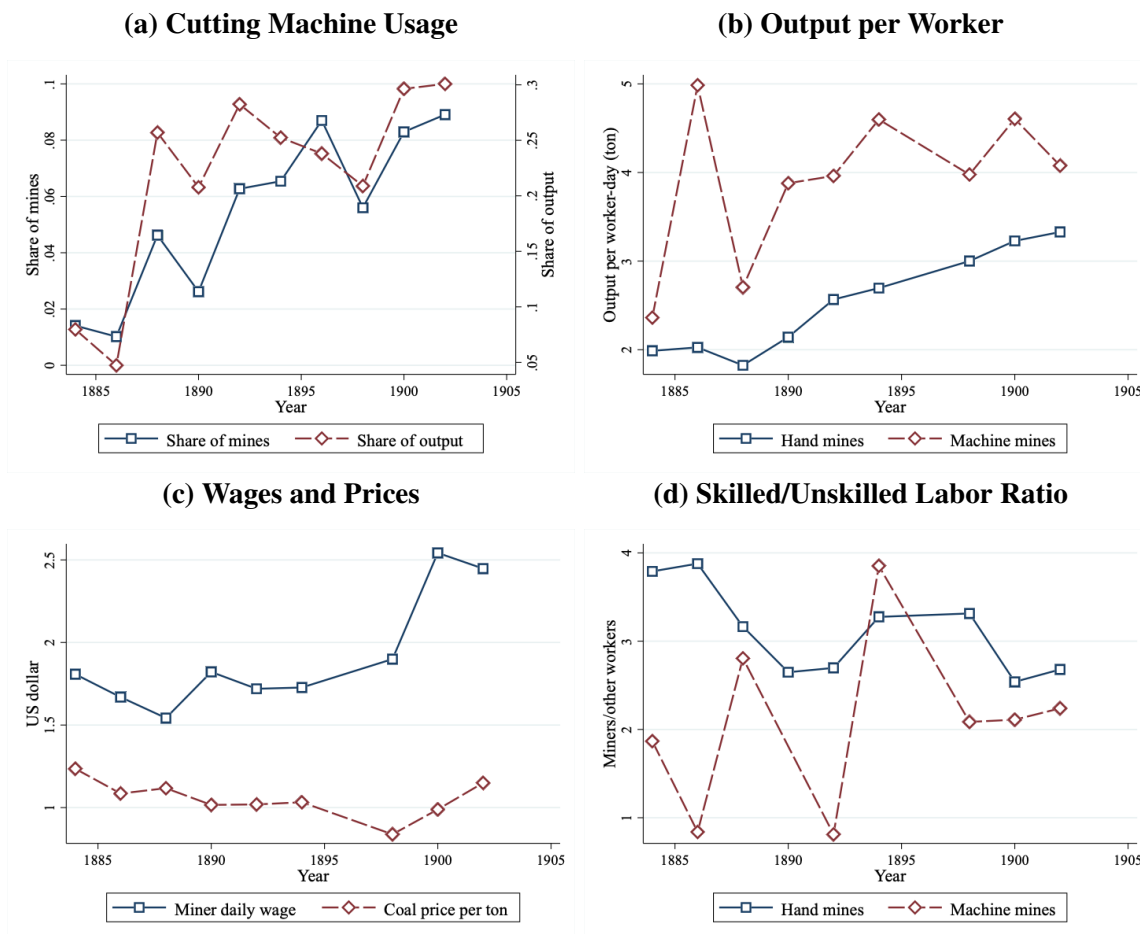 (a) Cutting Machine Usage
Share of mines
0 .02 .04 .06 .08 .1
.05 .1 .15 .2 .25 .3
Share of output
1885 1890 1895 1900 1905
Year
Share of mines Share of output
(b) Output per Worker
Output per worker-day (ton)
2 3 4 5
1885 1890 1895 1900 1905
Year
Hand mines Machine mines
(c) Wages and Prices
US dollar
1 1.5 2 2.5
1885 1890 1895 1900 1905
Year
Miner daily wage Coal price per ton
(d) Skilled/Unskilled Labor Ratio
Miners/other workers
1 2 3 4
1885 1890 1895 1900 1905
Year
Hand mines Machine mines